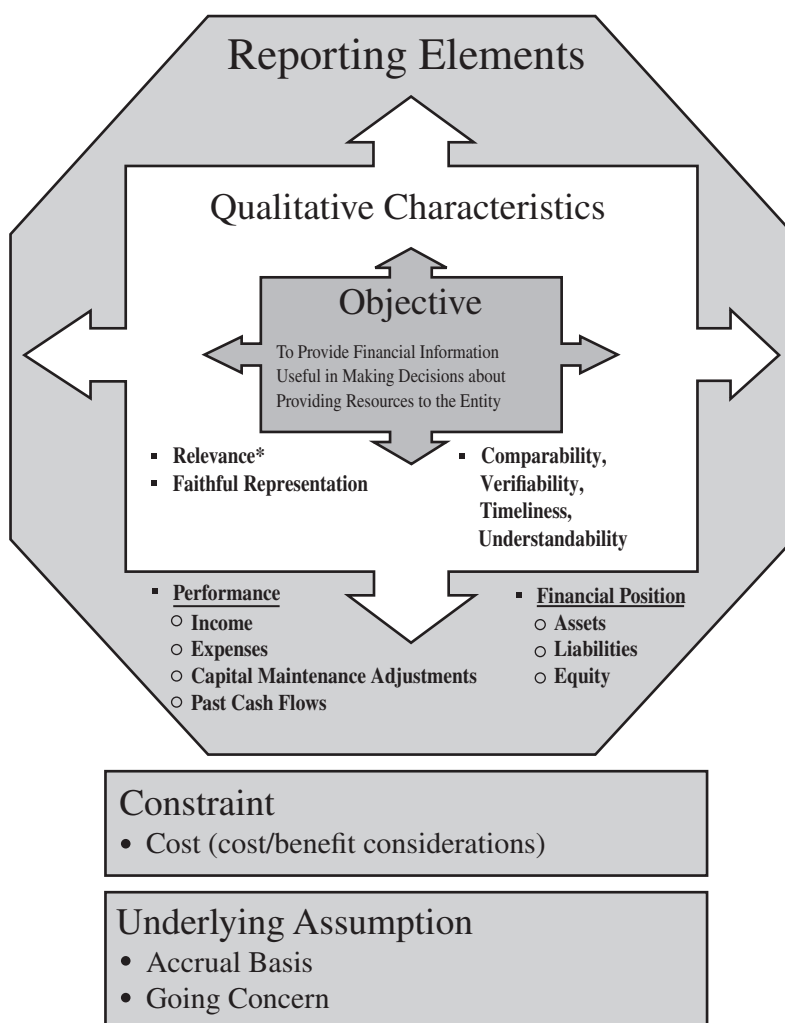 Reporting Elements
Qualitative Characteristics
Objective
To Provide Financial Information
Useful in Making Decisions about
Providing Resources to the Entity
▪ Relevance*
▪ Faithful Representation
▪ Comparability,
Verifiability,
Timeliness,
Understandability
▪ Performance
○ Income
○ Expenses
○ Capital Maintenance Adjustments
○ Past Cash Flows
▪ Financial Position
○ Assets
○ Liabilities
○ Equity
Constraint
• Cost (cost/benefit considerations)
Underlying Assumption
• Accrual Basis
• Going Concern